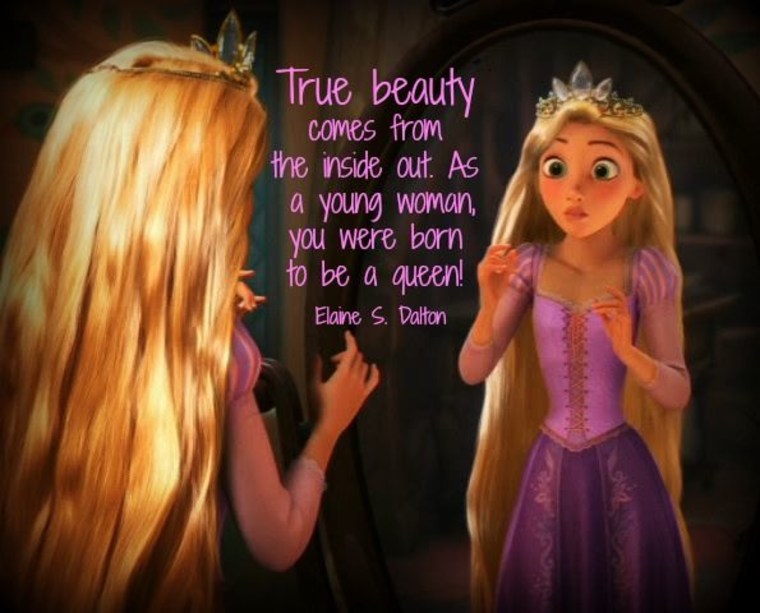 True beauty
comes from
the inside out. As
a young woman,
you were born
to be a queen!
Elaine S. Dalton